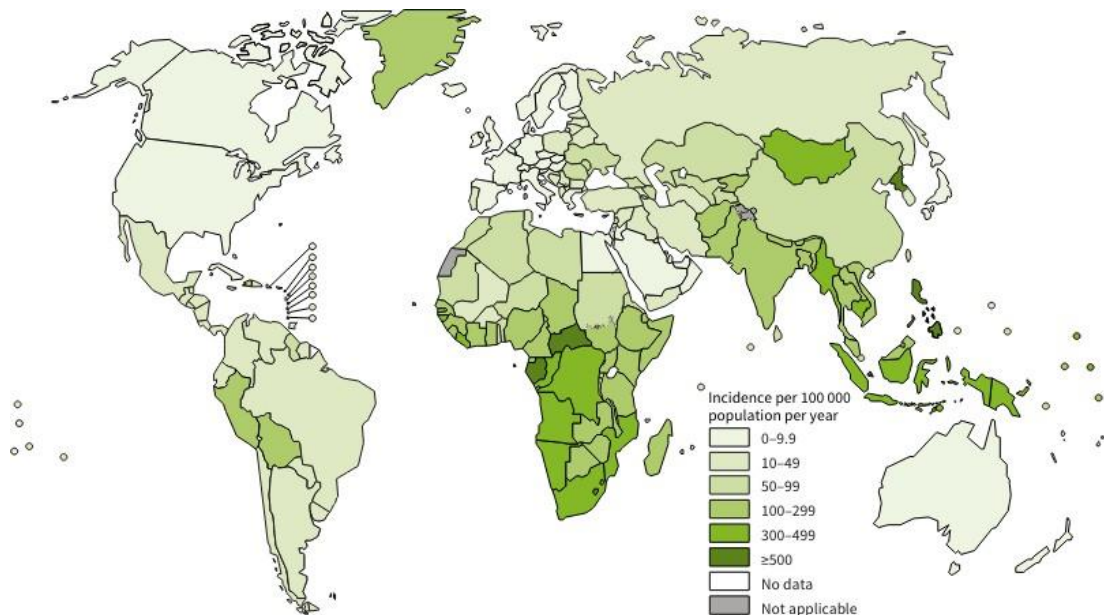 Incidence per 100 000
population per year
0–9.9
10–49
50–99
100–299
300–499
≥500
No data
Not applicable